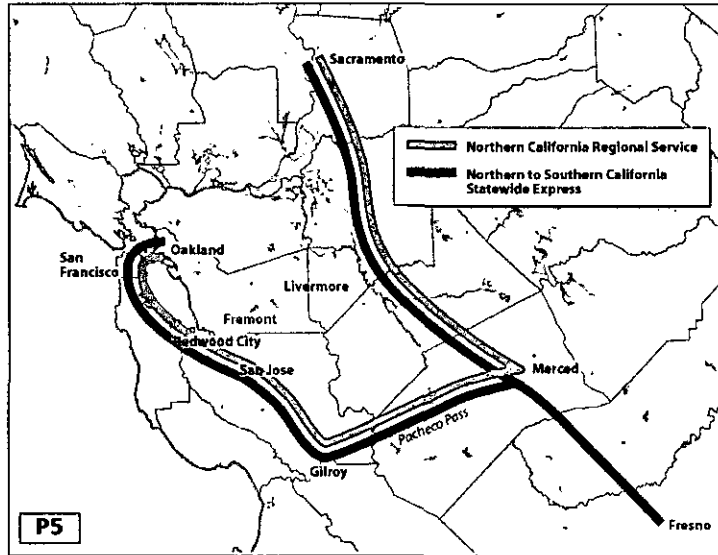 Sacramento
Northern California Regional Service
Northern to Southern California
Statewide Express
San
Francisco
Oakland
Livermore
Fremont
Redwood City
San Jose
Merced
Pacheco Pass
Gilroy
Fresno
P5